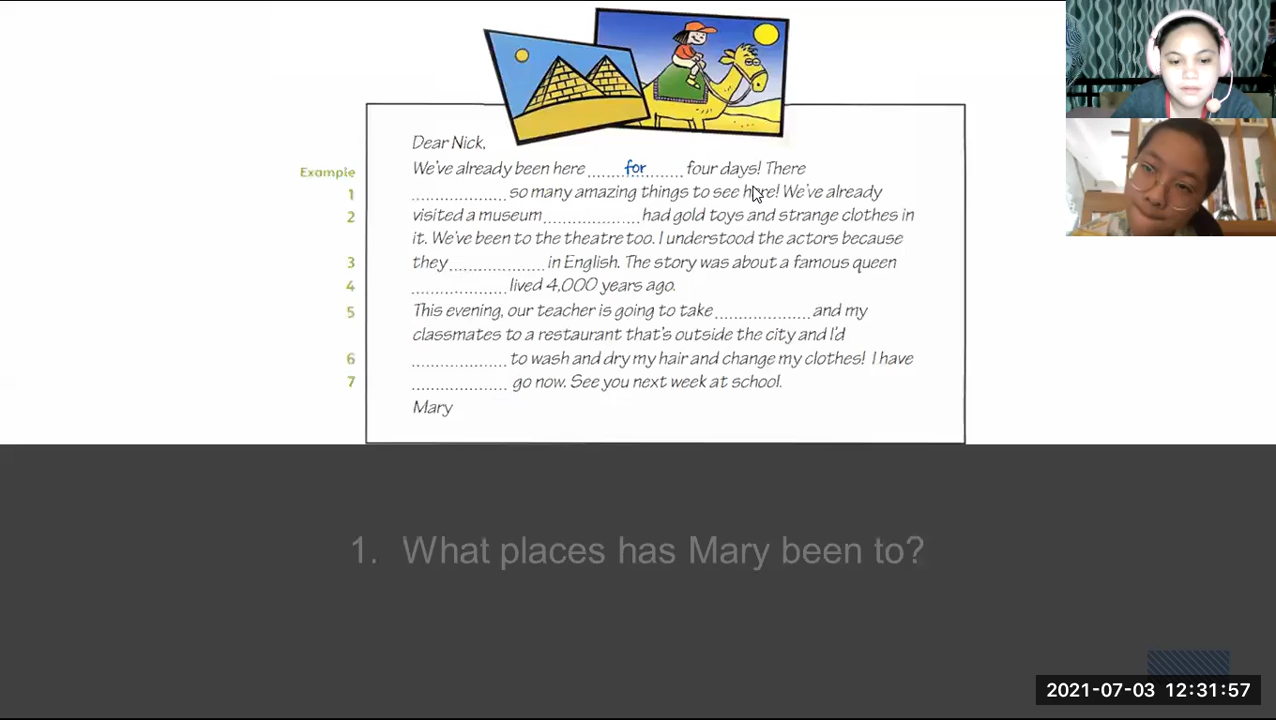 Dear Nick,
Example We've already been here ........for........ four days! There
1 .................... so many amazing things to see here! We've already
2 visited a museum .................... had gold toys and strange clothes in
it. We've been to the theatre too. I understood the actors because
3 they .................... in English. The story was about a famous queen
4 .................... lived 4,000 years ago.
5 This evening, our teacher is going to take .................... and my
classmates to a restaurant that's outside the city and I'd
6 .................... to wash and dry my hair and change my clothes! I have
7 .................... go now. See you next week at school.
Mary
1. What places has Mary been to?
2021-07-03 12:31:57